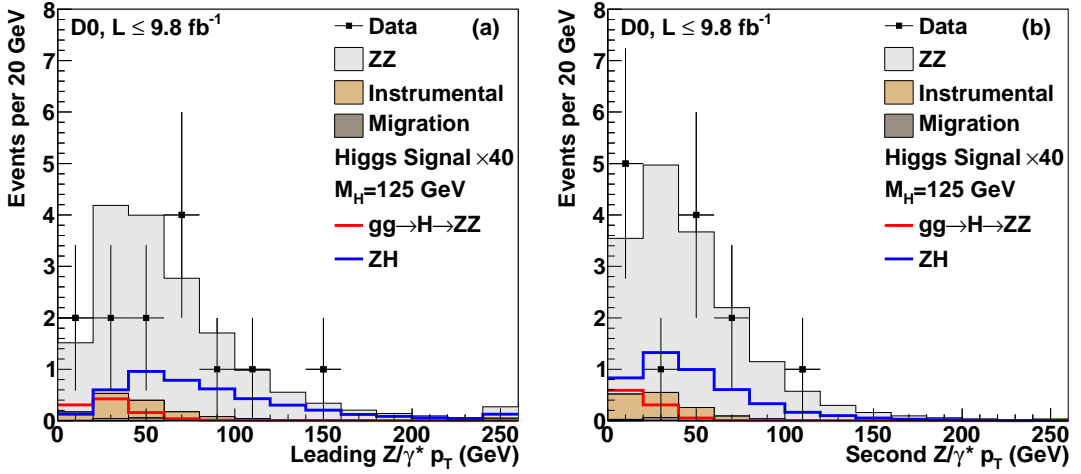 Events per 20 GeV
8
7
6
5
4
3
2
1
0
D0, L ≤ 9.8 fb⁻¹
(a)
Data
ZZ
Instrumental
Migration
Higgs Signal ×40
M_H=125 GeV
gg→H→ZZ
ZH
0 50 100 150 200 250
Leading Z/γ* p_T (GeV)
Events per 20 GeV
8
7
6
5
4
3
2
1
0
D0, L ≤ 9.8 fb⁻¹
(b)
Data
ZZ
Instrumental
Migration
Higgs Signal ×40
M_H=125 GeV
gg→H→ZZ
ZH
0 50 100 150 200 250
Second Z/γ* p_T (GeV)